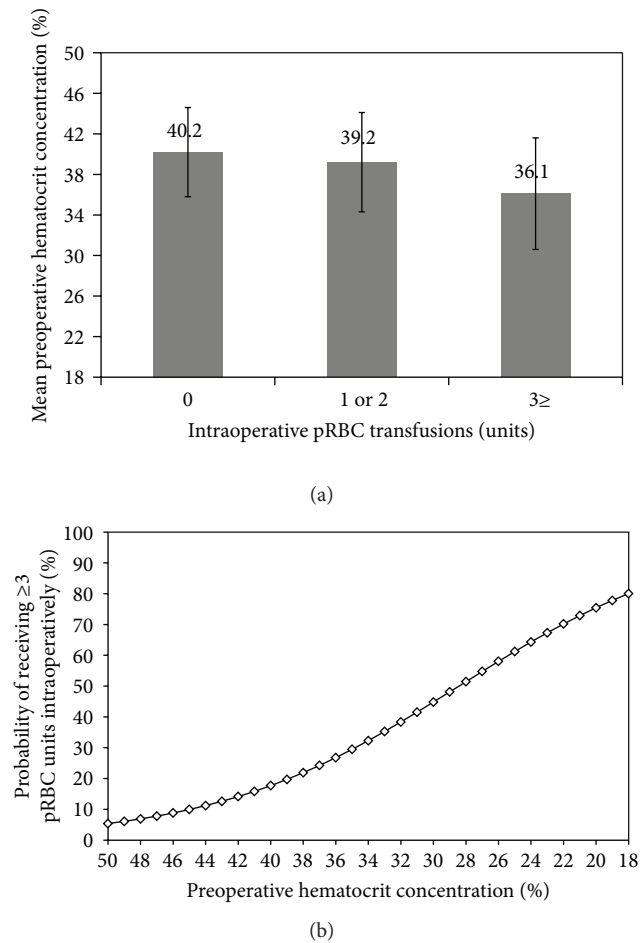 Mean preoperative hematocrit concentration (%)
50
46
42
38
34
30
26
22
18
40.2
39.2
36.1
0
1 or 2
3≥
Intraoperative pRBC transfusions (units)
(a)
Probability of receiving ≥3
pRBC units intraoperatively (%)
100
90
80
70
60
50
40
30
20
10
0
50 48 46 44 42 40 38 36 34 32 30 28 26 24 22 20 18
Preoperative hematocrit concentration (%)
(b)